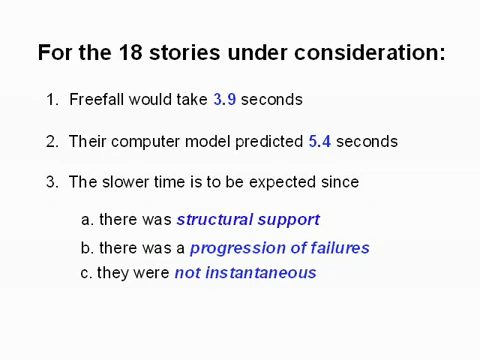 For the 18 stories under consideration:
1. Freefall would take 3.9 seconds
2. Their computer model predicted 5.4 seconds
3. The slower time is to be expected since
a. there was structural support
b. there was a progression of failures
c. they were not instantaneous